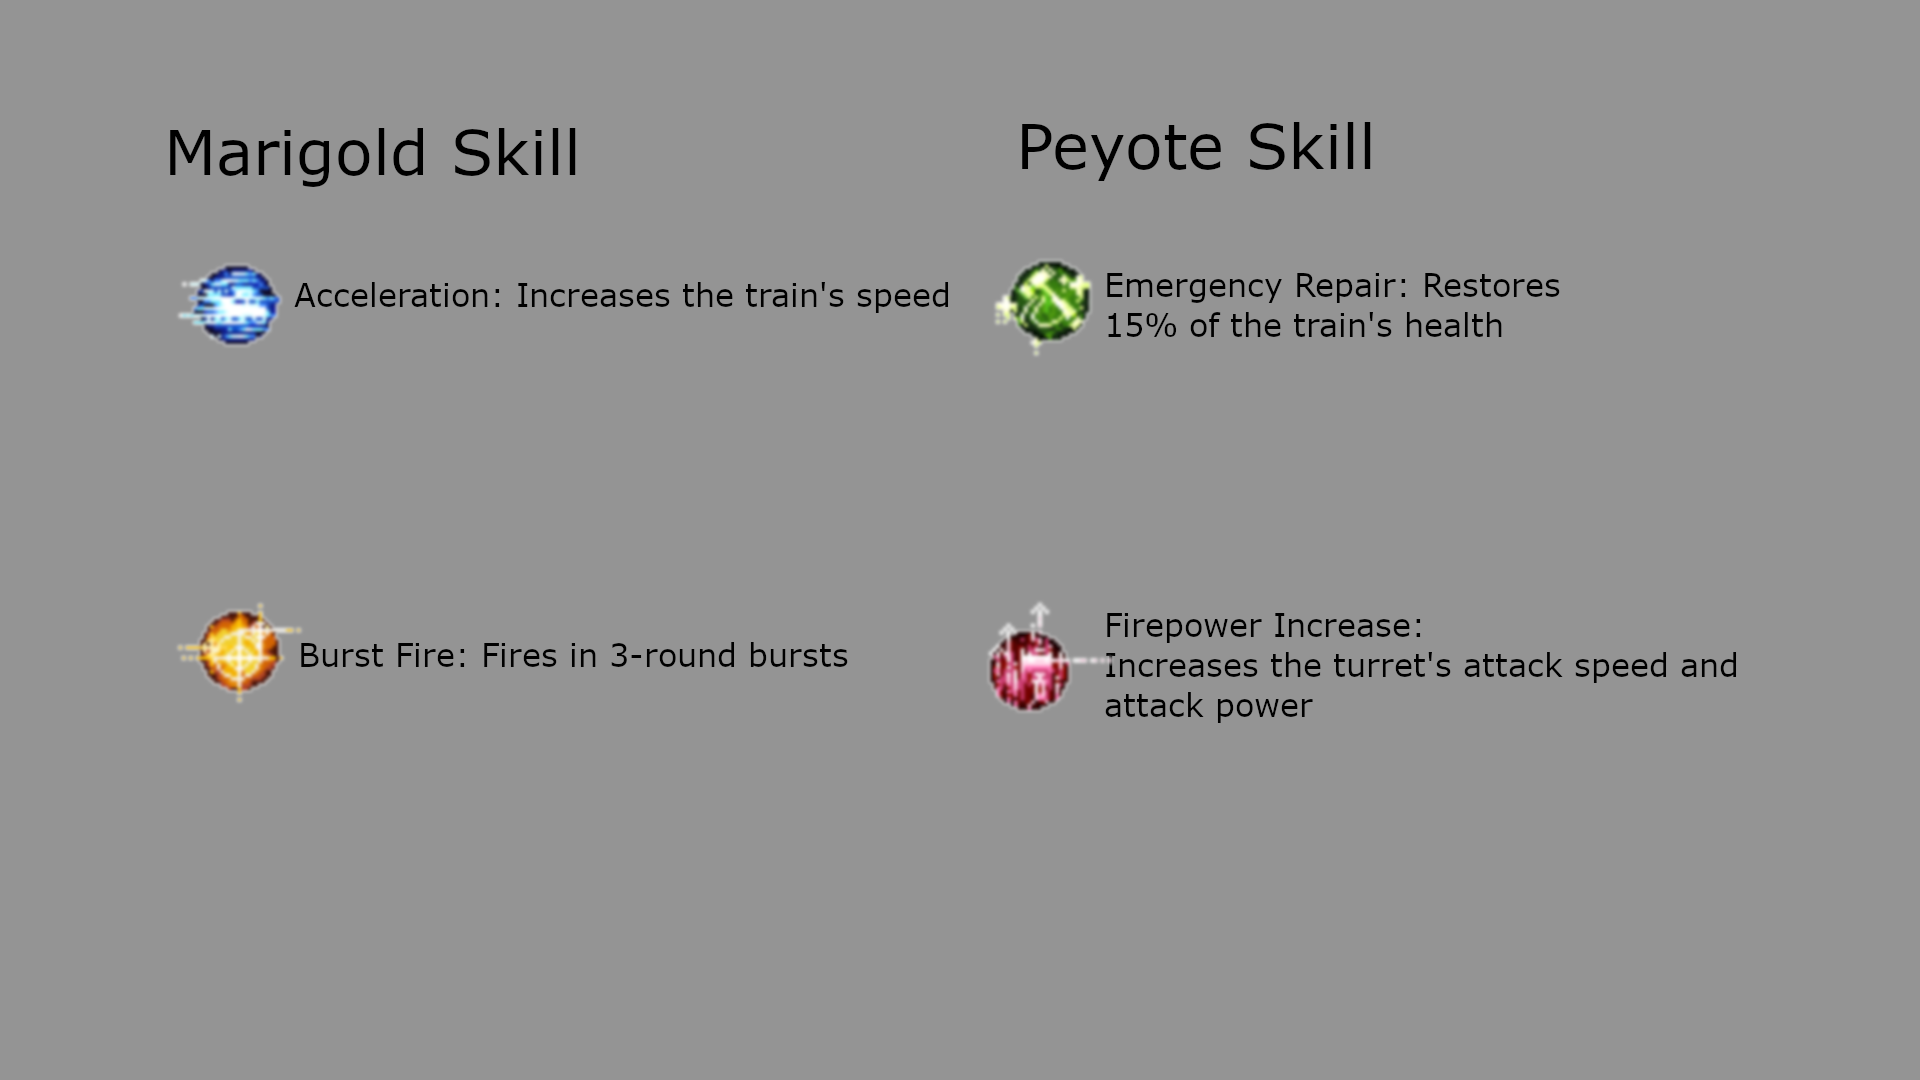 Marigold Skill
Peyote Skill
Acceleration: Increases the train's speed
Emergency Repair: Restores
15% of the train's health
Burst Fire: Fires in 3-round bursts
Firepower Increase:
Increases the turret's attack speed and
attack power